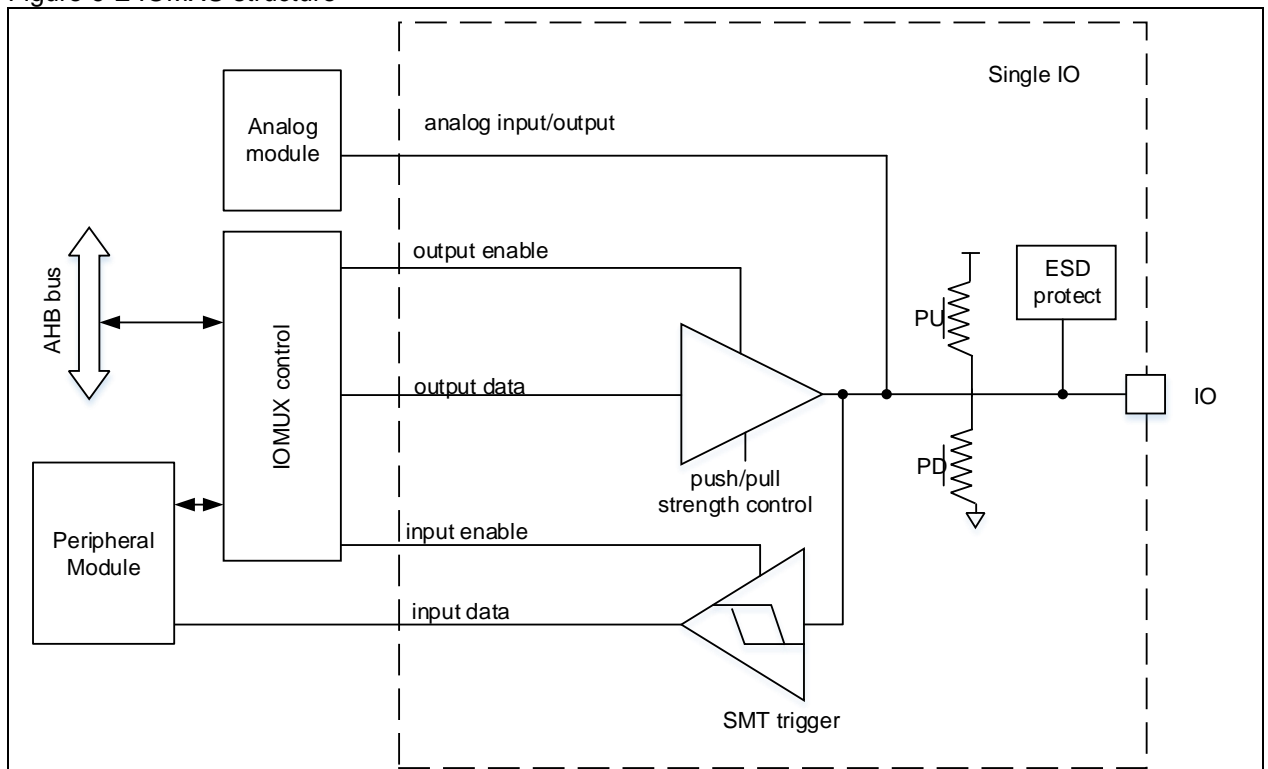 Single IO
Analog
module
analog input/output
output enable
ESD
protect
PU
AHB bus
IOMUX control
output data
IO
PD
push/pull
strength control
input enable
Peripheral
Module
input data
SMT trigger